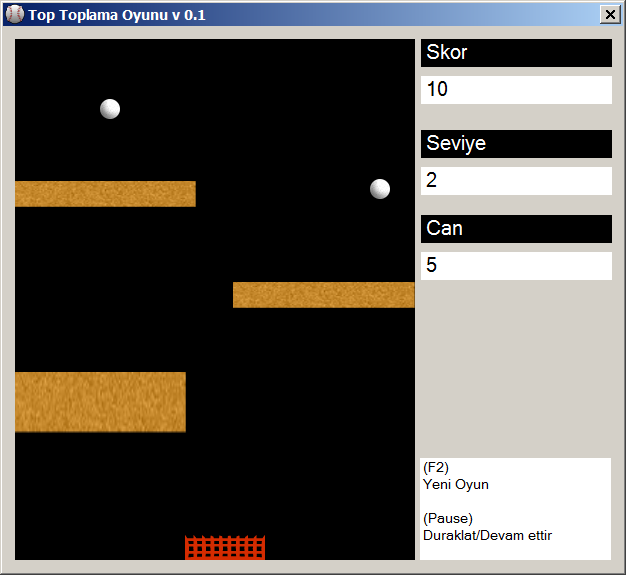 Top Toplama Oyunu v 0.1
Skor
10
Seviye
2
Can
5
(F2)
Yeni Oyun
(Pause)
Duraklat/Devam ettir